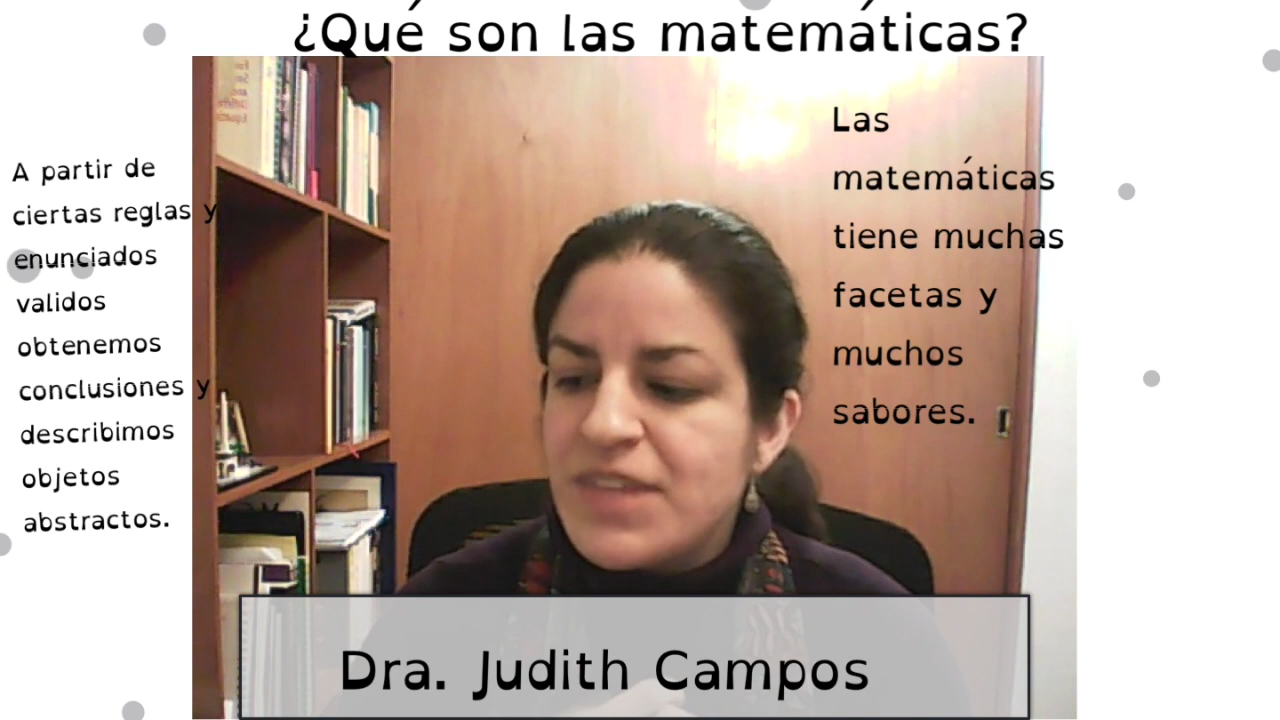 ¿Qué son las matemáticas?
A partir de
ciertas reglas y
enunciados
validos
obtenemos
conclusiones y
describimos
objetos
abstractos.
Las
matemáticas
tiene muchas
facetas y
muchos
sabores.
Dra. Judith Campos